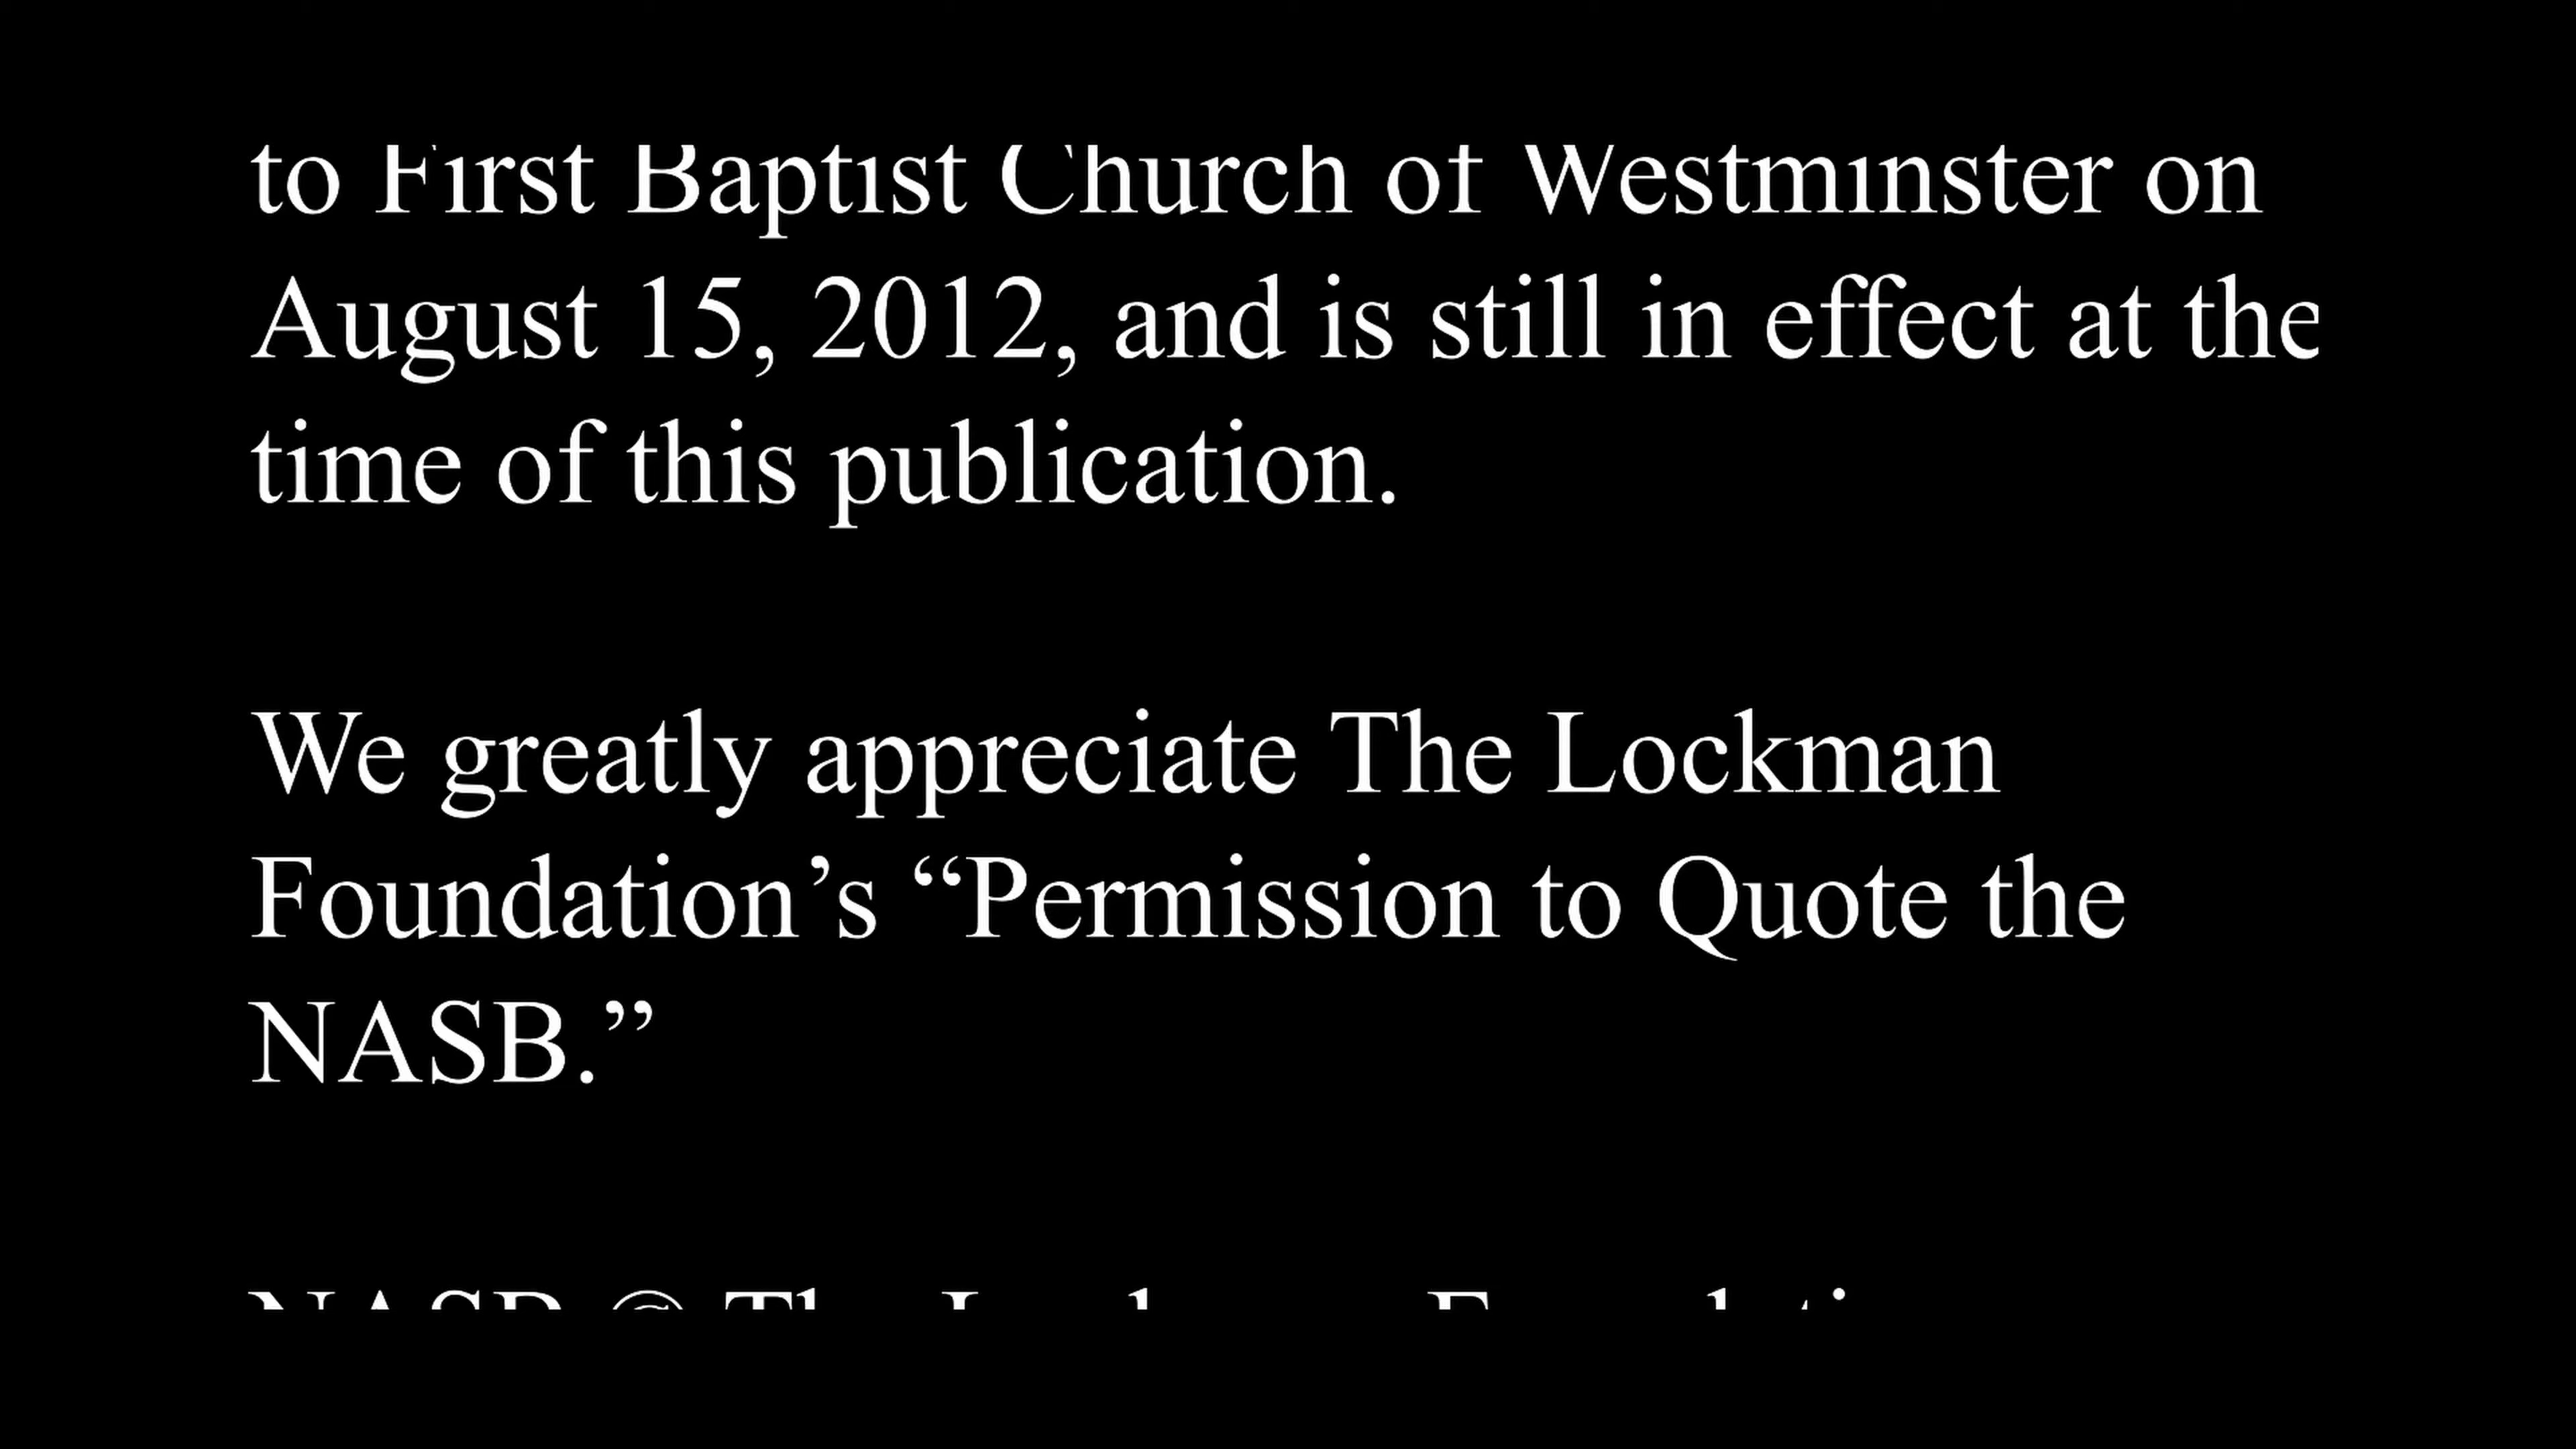 to First Baptist Church of Westminster on
August 15, 2012, and is still in effect at the
time of this publication.
We greatly appreciate The Lockman
Foundation’s “Permission to Quote the
NASB.”